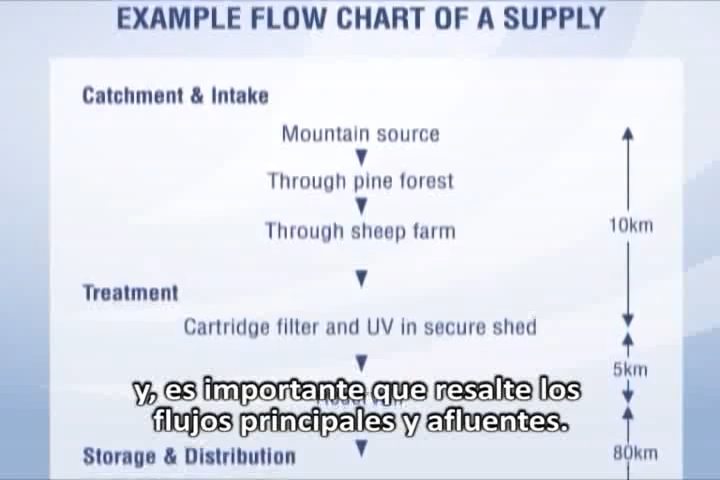 EXAMPLE FLOW CHART OF A SUPPLY
Catchment & Intake
Mountain source
Through pine forest
Through sheep farm
10km
Treatment
Cartridge filter and UV in secure shed
5km
y, es importante que resalte los
flujos principales y afluentes.
Storage & Distribution
80km